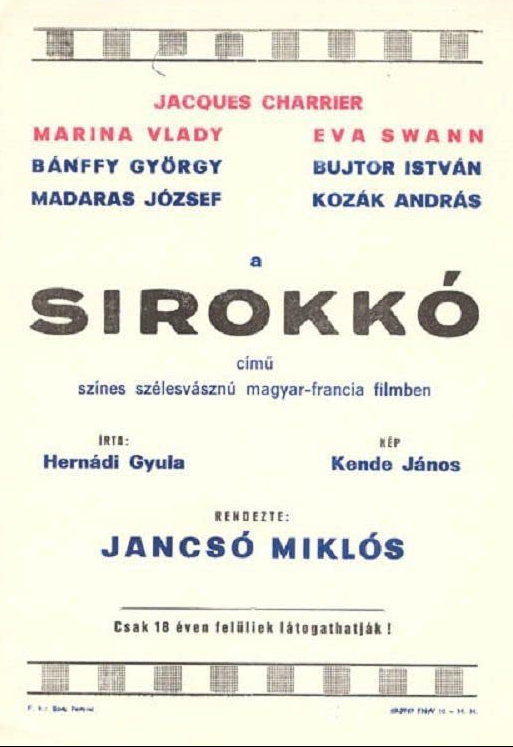 JACQUES CHARRIER
MARINA VLADY EVA SWANN
BÁNFFY GYÖRGY BUJTOR ISTVÁN
MADARAS JÓZSEF KOZÁK ANDRÁS
a
SIROKKÓ
című
színes szélesvásznú magyar-francia filmben
ÍRTA: KÉP
Hernádi Gyula Kende János
RENDEZTE:
JANCSÓ MIKLÓS
Csak 18 éven felüliek látogathatják!
F. k.: